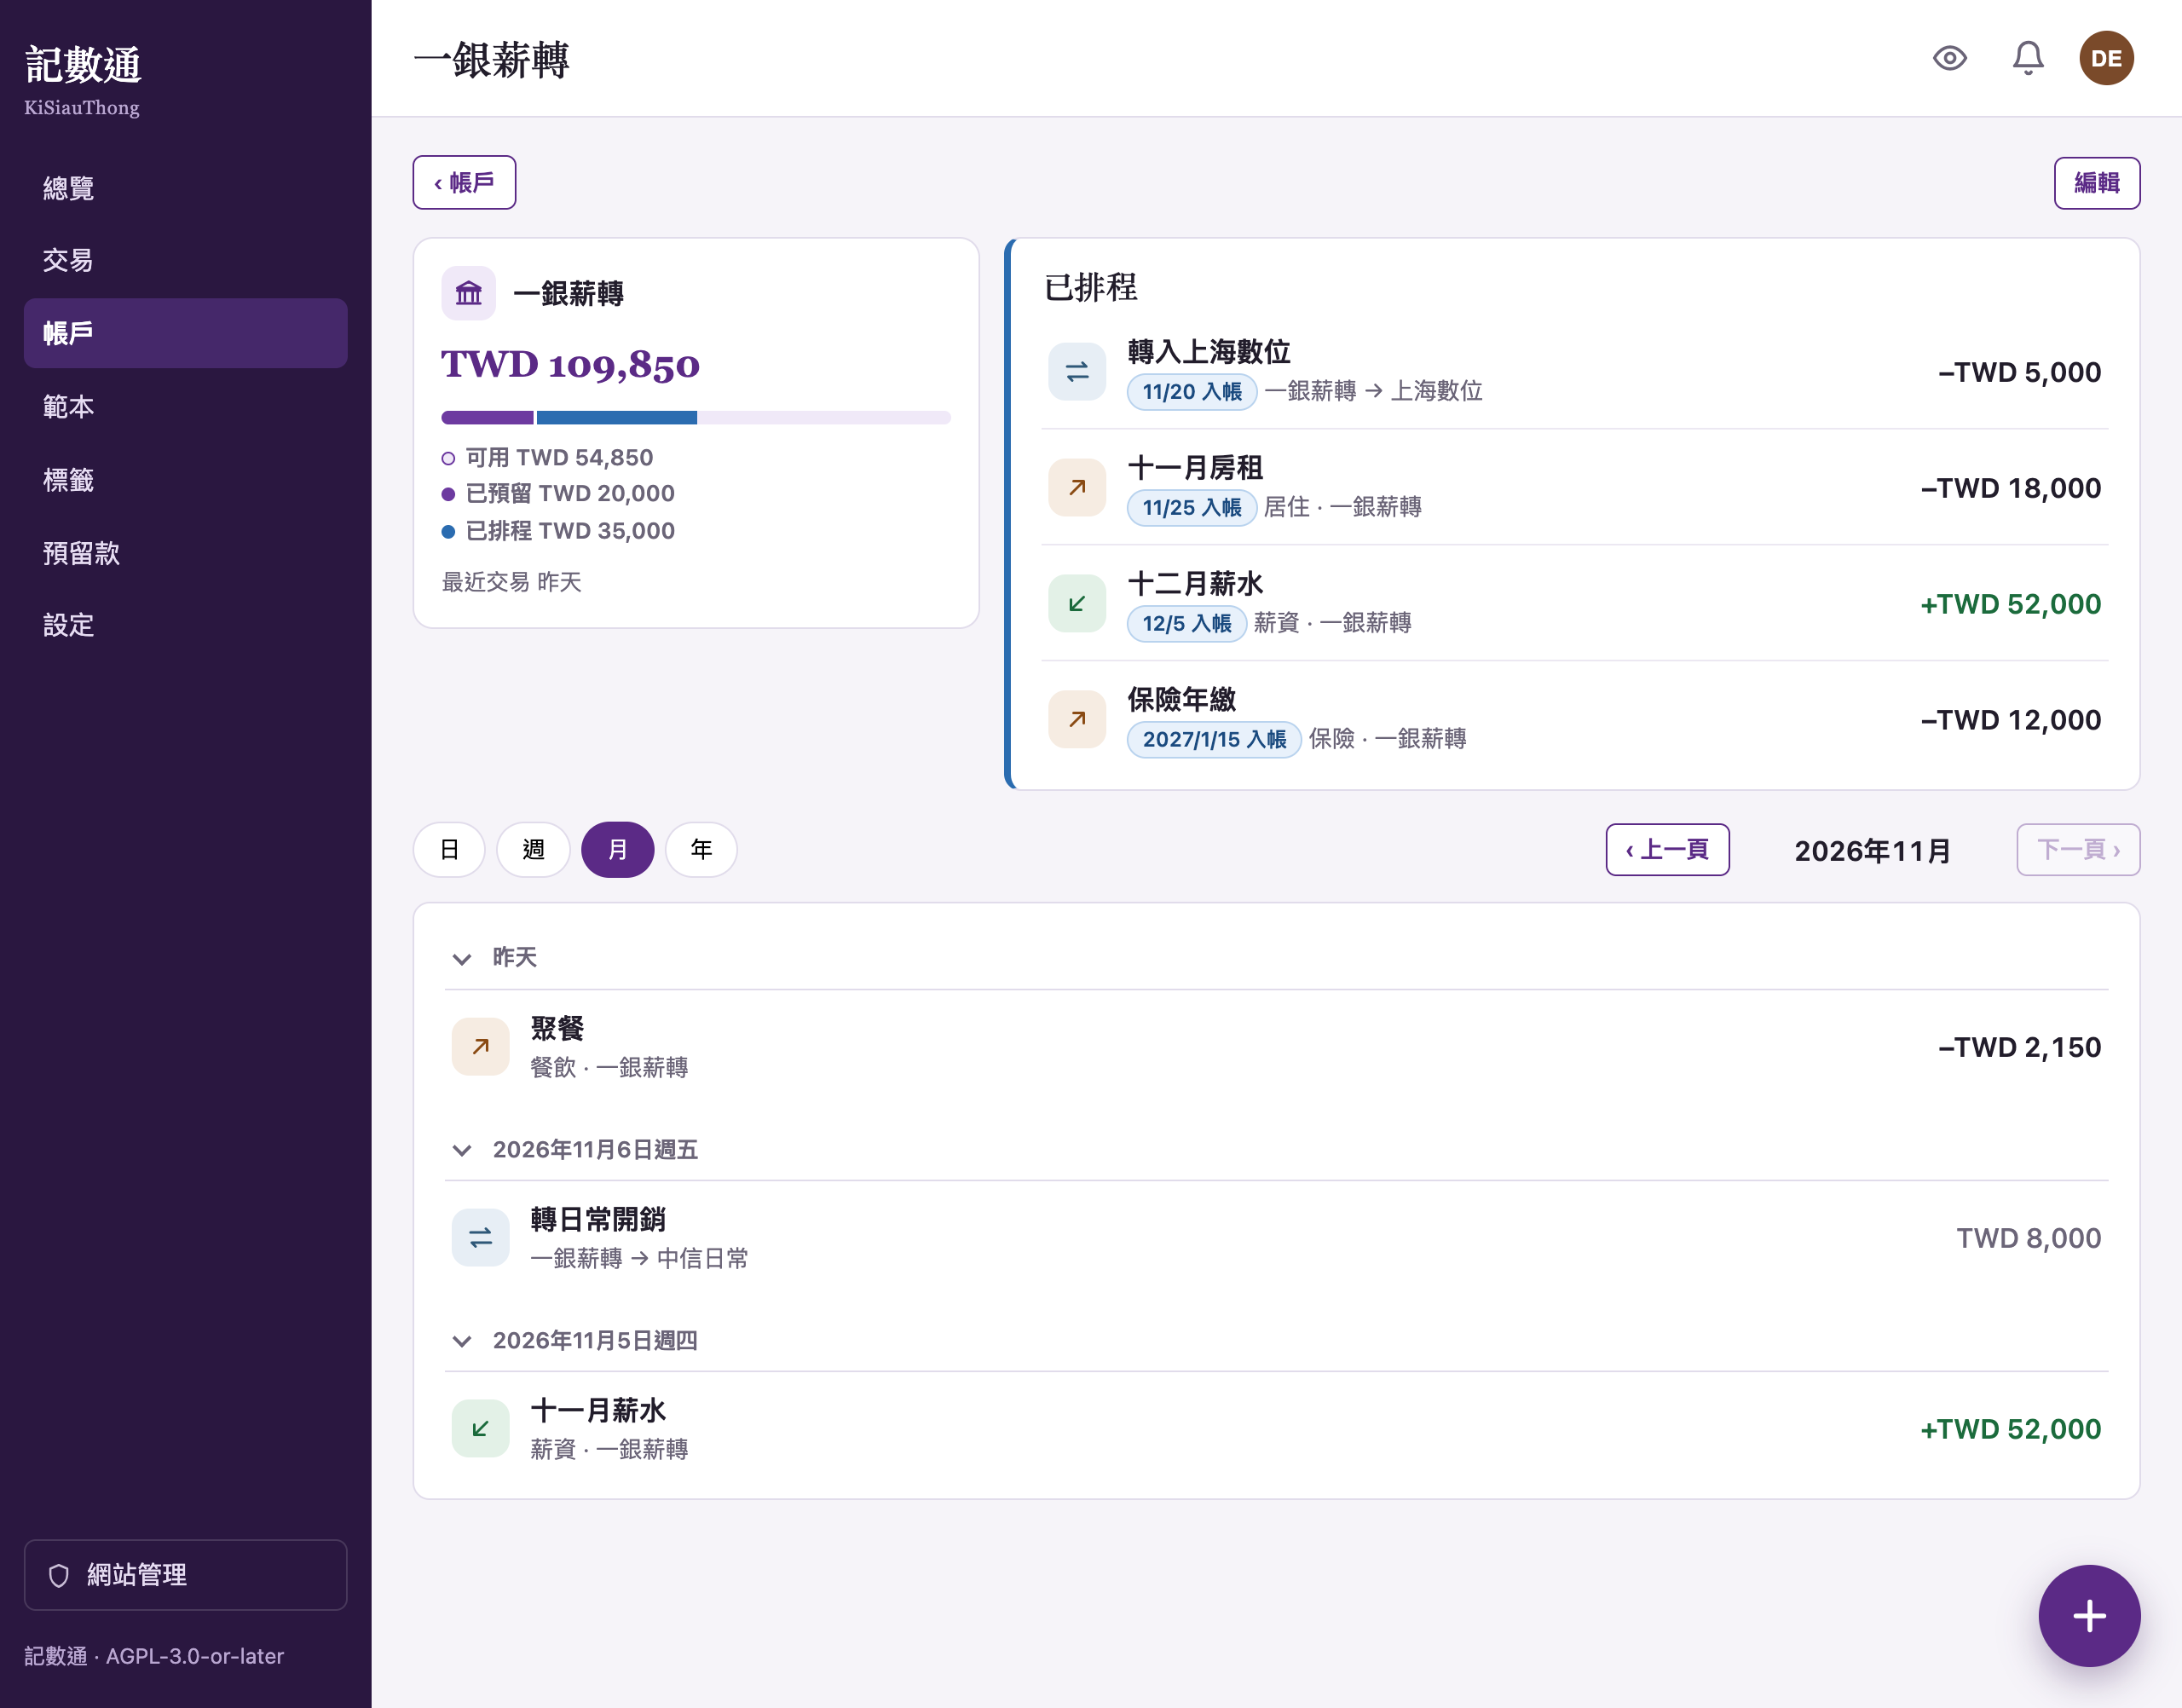 記數通
KiSiauThong
總覽
交易
帳戶
範本
標籤
預留款
設定
網站管理
記數通 · AGPL-3.0-or-later
一銀薪轉
DE
‹ 帳戶
編輯
一銀薪轉
TWD 109,850
可用 TWD 54,850
已預留 TWD 20,000
已排程 TWD 35,000
最近交易 昨天
已排程
轉入上海數位
11/20 入帳 一銀薪轉 → 上海數位
–TWD 5,000
十一月房租
11/25 入帳 居住 · 一銀薪轉
–TWD 18,000
十二月薪水
12/5 入帳 薪資 · 一銀薪轉
+TWD 52,000
保險年繳
2027/1/15 入帳 保險 · 一銀薪轉
–TWD 12,000
日 週 月 年
‹ 上一頁 2026年11月 下一頁 ›
昨天
聚餐
餐飲 · 一銀薪轉
–TWD 2,150
2026年11月6日週五
轉日常開銷
一銀薪轉 → 中信日常
TWD 8,000
2026年11月5日週四
十一月薪水
薪資 · 一銀薪轉
+TWD 52,000